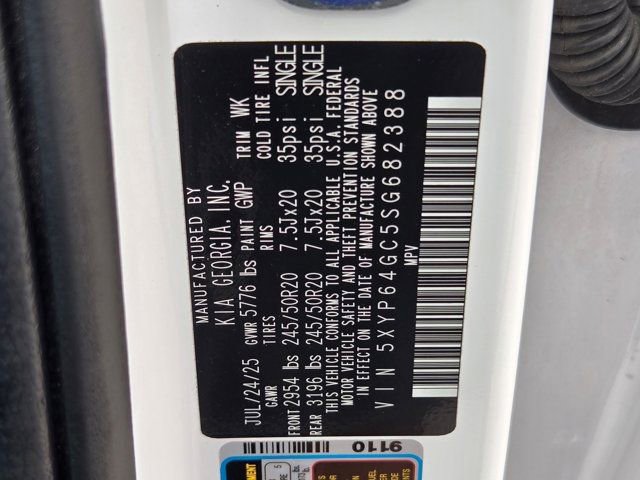 MANUFACTURED BY
KIA GEORGIA, INC.
JUL/24/25
GVWR 5776 lbs PAINT GWP TRIM WK
GAWR TIRES RIMS COLD TIRE INFL
FRONT 2954 lbs 245/50R20 7.5Jx20 35psi SINGLE
REAR 3196 lbs 245/50R20 7.5Jx20 35psi SINGLE
THIS VEHICLE CONFORMS TO ALL APPLICABLE U.S.A. FEDERAL
MOTOR VEHICLE SAFETY AND THEFT PREVENTION STANDARDS
IN EFFECT ON THE DATE OF MANUFACTURE SHOWN ABOVE
VIN 5XYP64GC5SG682388
MPV
9110